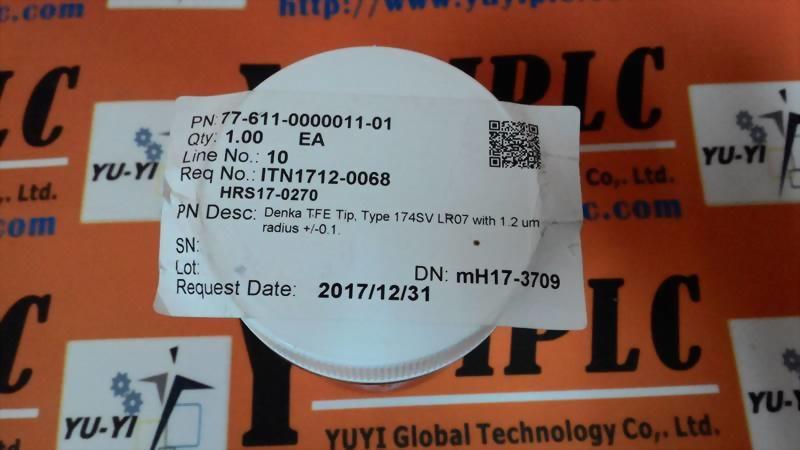 .com
www.yuyiplc.com
PN: 77-611-0000011-01
Qty: 1.00 EA
Line No.: 10
Req No.: ITN1712-0068
HRS17-0270
PN Desc: Denka TFE Tip, Type 174SV LR07 with 1.2 um
radius +/-0.1.
SN:
Lot:
DN: mH17-3709
Request Date: 2017/12/31
YU-YI
PLC
YU-YI
., Ltd.
Co,. Ltd.
.com
PLC
YUYI Global Technology Co,. Ltd.
YU-YI